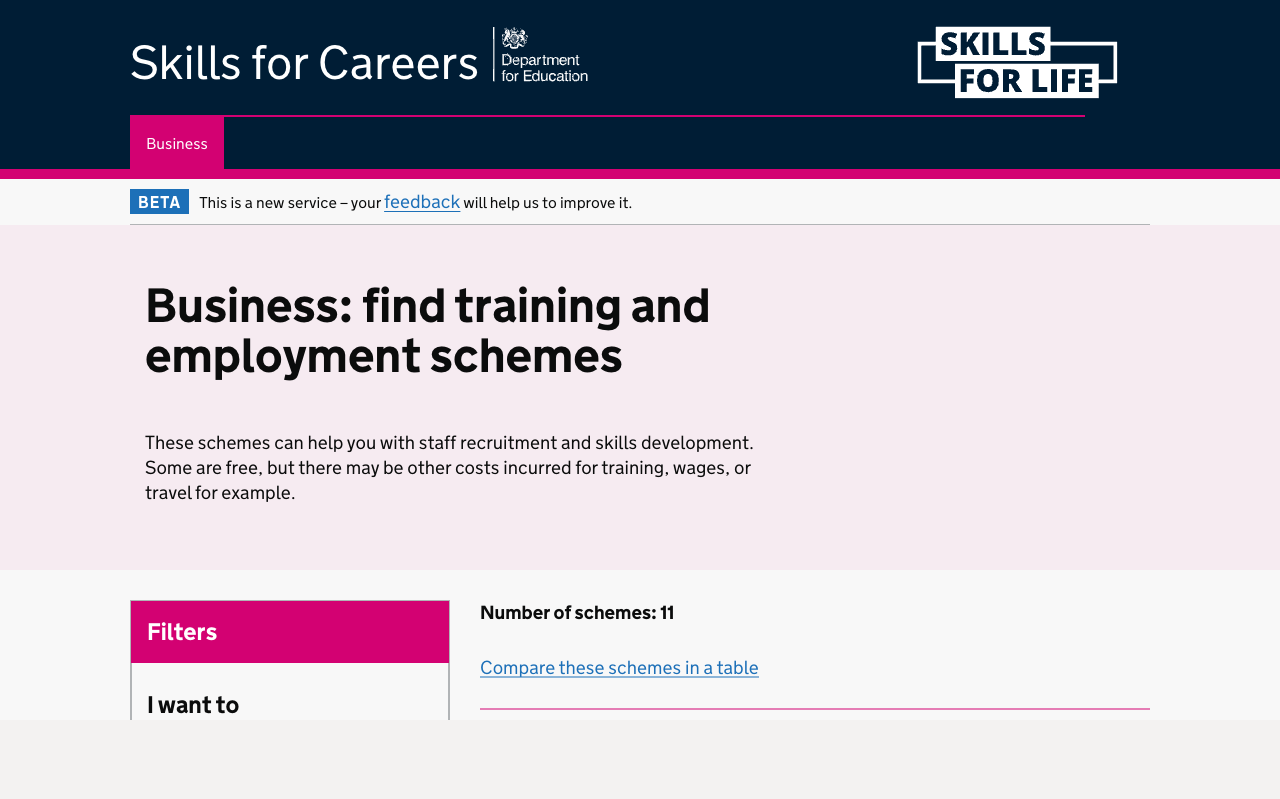 Skills for Careers
Department
for Education
SKILLS
FOR LIFE
Business
BETA This is a new service – your feedback will help us to improve it.
Business: find training and
employment schemes
These schemes can help you with staff recruitment and skills development.
Some are free, but there may be other costs incurred for training, wages, or
travel for example.
Filters
I want to
Number of schemes: 11
Compare these schemes in a table